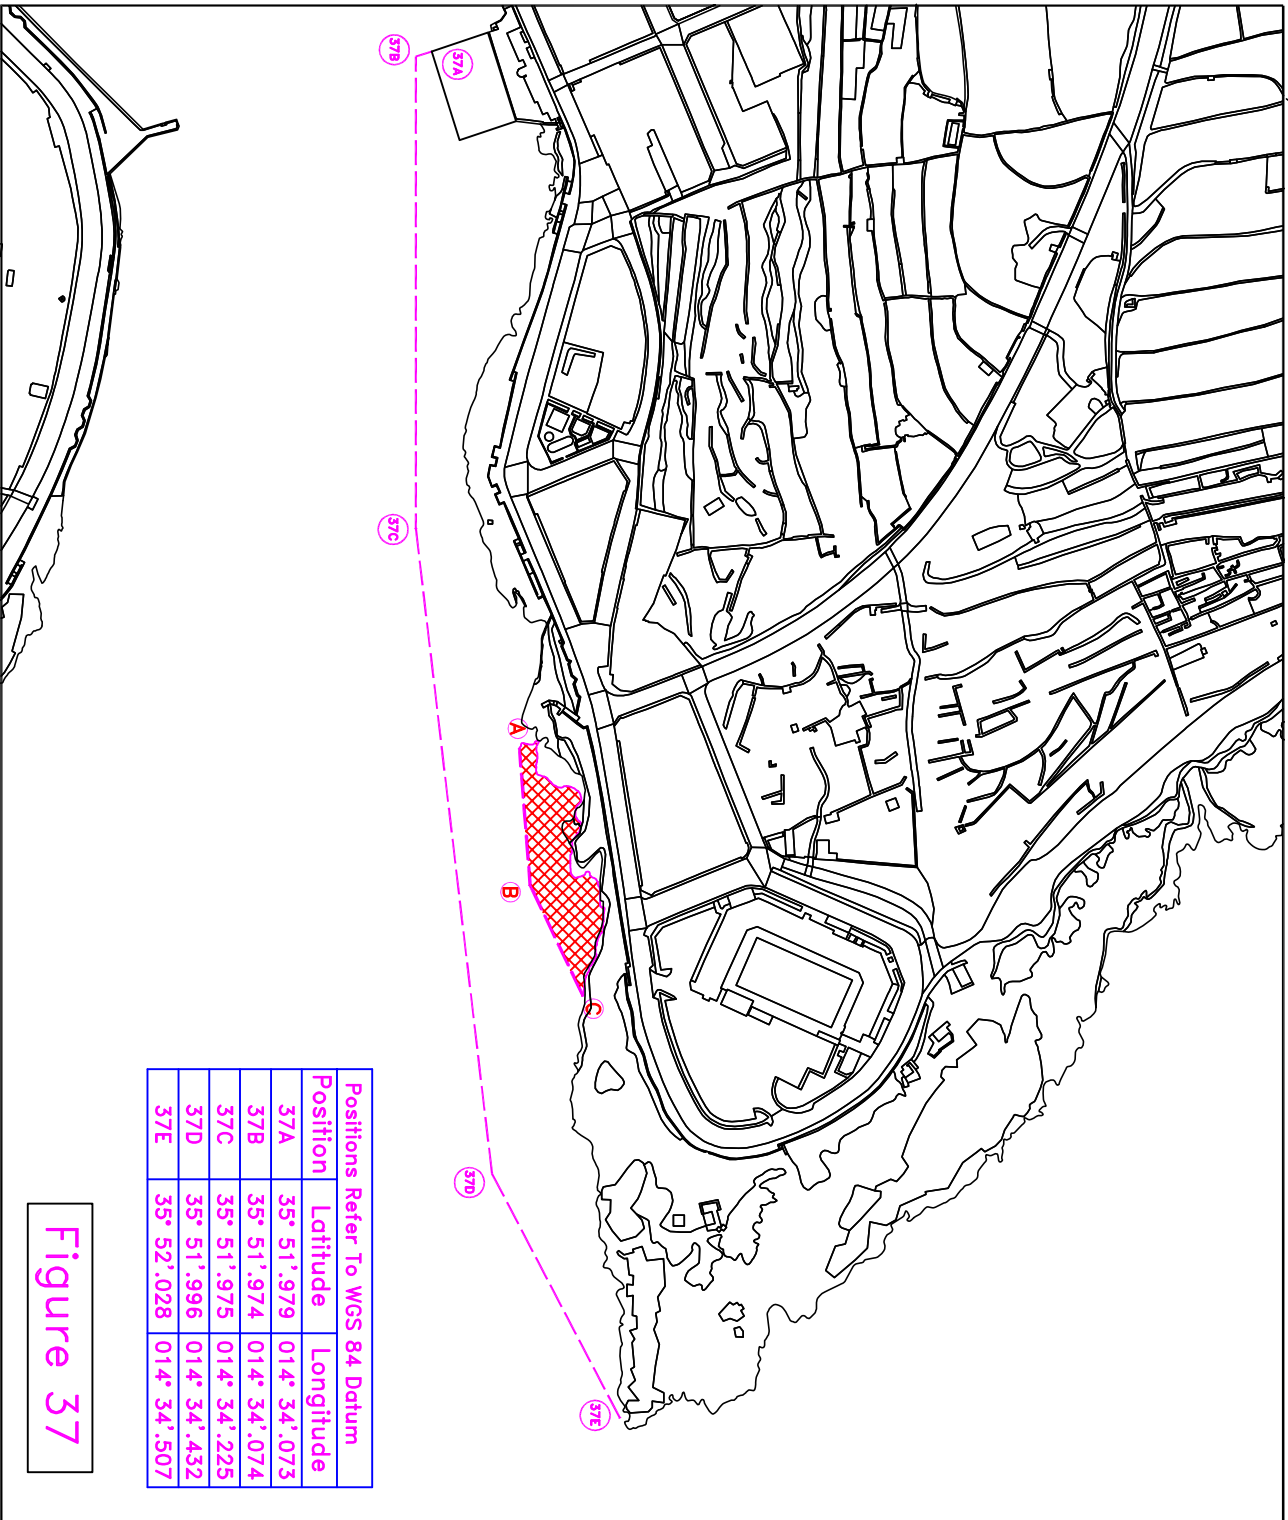 37A
37B
37C
37D
37E
A
B
C
Positions Refer To WGS 84 Datum
Position Latitude Longitude
37A 35° 51'.979 014° 34'.073
37B 35° 51'.974 014° 34'.074
37C 35° 51'.975 014° 34'.225
37D 35° 51'.996 014° 34'.432
37E 35° 52'.028 014° 34'.507
Figure 37